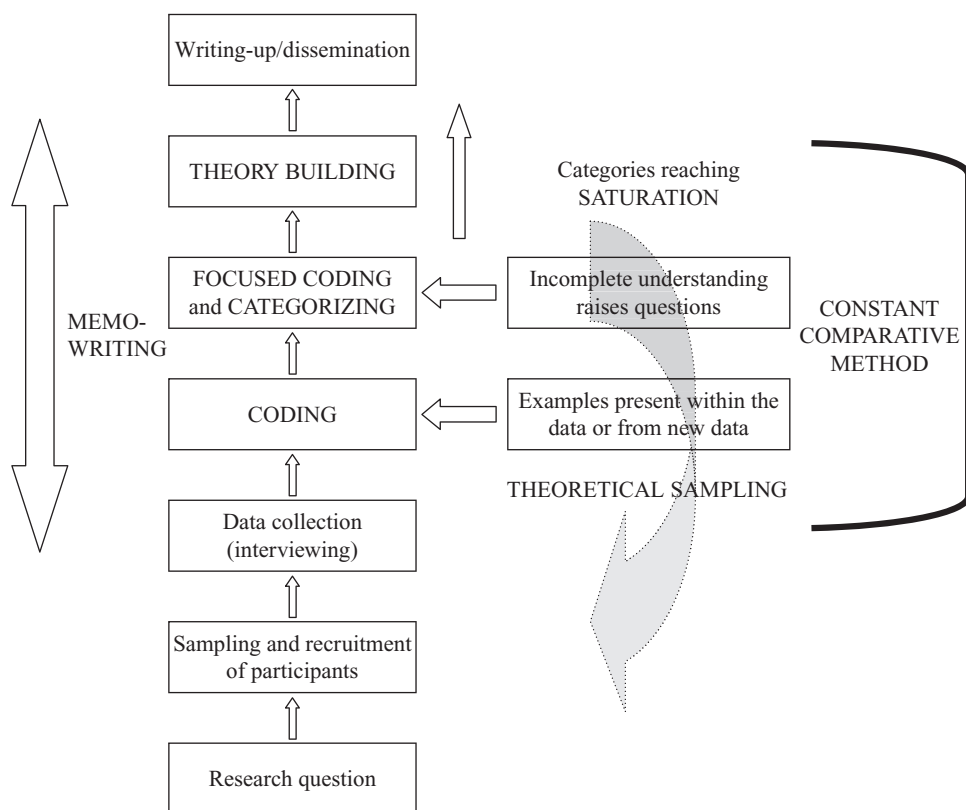 Writing-up/dissemination
THEORY BUILDING
Categories reaching
SATURATION
FOCUSED CODING
and CATEGORIZING
Incomplete understanding
raises questions
MEMO-
WRITING
CONSTANT
COMPARATIVE
METHOD
CODING
Examples present within the
data or from new data
THEORETICAL SAMPLING
Data collection
(interviewing)
Sampling and recruitment
of participants
Research question